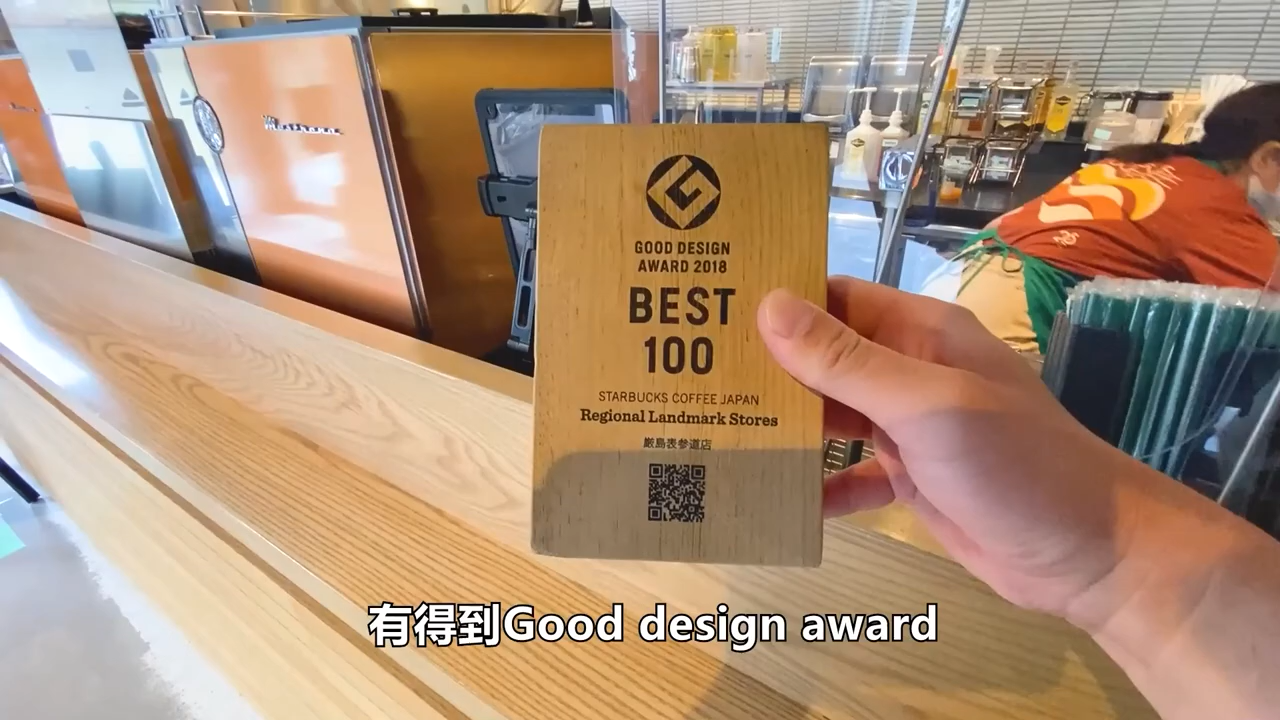 Mastrena
GOOD DESIGN
AWARD 2018
BEST
100
STARBUCKS COFFEE JAPAN
Regional Landmark Stores
厳島表参道店
有得到Good design award